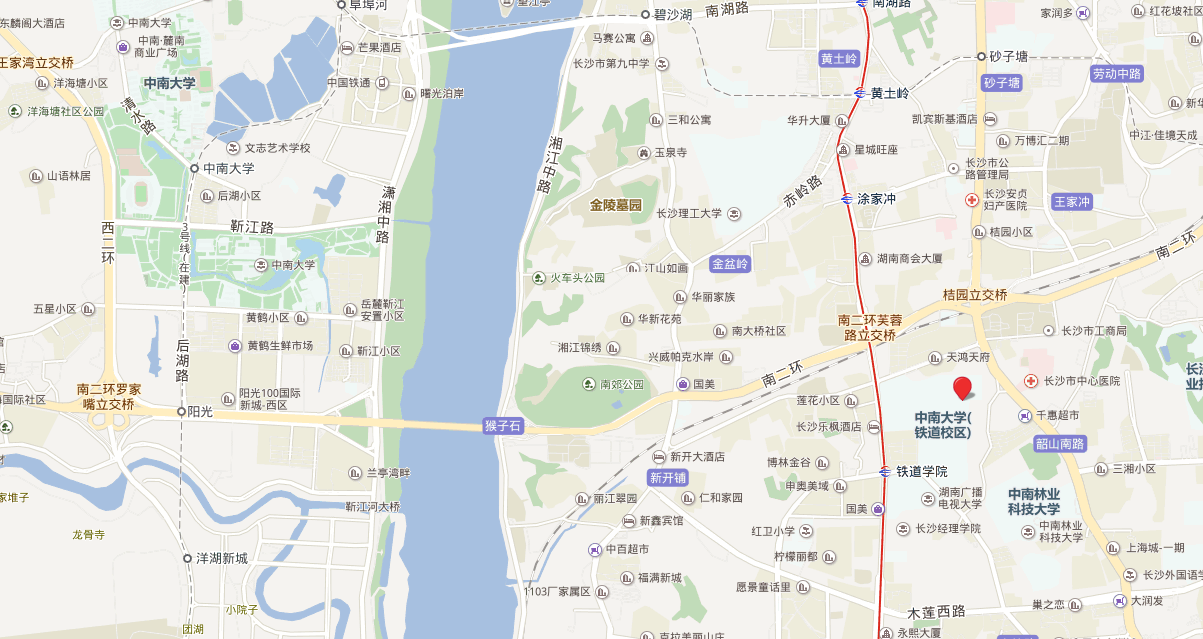 阜埠河
望江亭
碧沙湖
南湖路
南湖路
家润多
红花坡社区
东麟阁大酒店
中南大学
中南·麓南
商业广场
芒果酒店
马赛公寓
黄土岭
砂子塘
王家湾立交桥
洋海塘小区
中南大学
中国铁通
曙光泊岸
长沙市第九中学
砂子塘
劳动中路
洋海塘社区公园
清水路
黄土岭
新华
三和公寓
华升大厦
凯宾斯基酒店
中江·佳境天成
文志艺术学校
湘江中路
玉泉寺
星城旺座
万博汇二期
中南大学
长沙市公
路管理局
山语林居
后湖小区
潇湘中路
金陵墓园
长沙理工大学
赤岭路
涂家冲
长沙安贞
妇产医院
王家冲
西二环
靳江路
3号线(在建)
桔园小区
南二环
中南大学
火车头公园
江山如画
金盆岭
湖南商会大厦
五星小区
黄鹤小区
岳麓靳江
安置小区
华丽家族
桔园立交桥
华新花苑
南大桥社区
南二环芙蓉
路立交桥
长沙市工商局
后湖路
黄鹤生鲜市场
靳江小区
湘江锦绣
兴威帕克水岸
天鸿天府
南二环
南二环罗家
嘴立交桥
阳光100国际
新城-西区
南郊公园
国美
长沙市中心医院
国际社区
阳光
猴子石
莲花小区
中南大学(
铁道校区)
千惠超市
长沙乐枫酒店
韶山南路
新开大酒店
兰亭湾畔
新开铺
博林金谷
铁道学院
三湘小区
申奥美域
靳江河大桥
丽江翠园
仁和家园
国美
湖南广播
电视大学
中南林业
科技大学
新鑫宾馆
红卫小学
长沙经理学院
中南林业
科技大学
龙骨寺
中百超市
柠檬丽都
上海城-一期
洋湖新城
福满新城
1103厂家属区
愿景童话里
长沙外国语学
小院子
木莲西路
巢之恋
大润发
团湖
克拉美丽山庄
永熙大厦